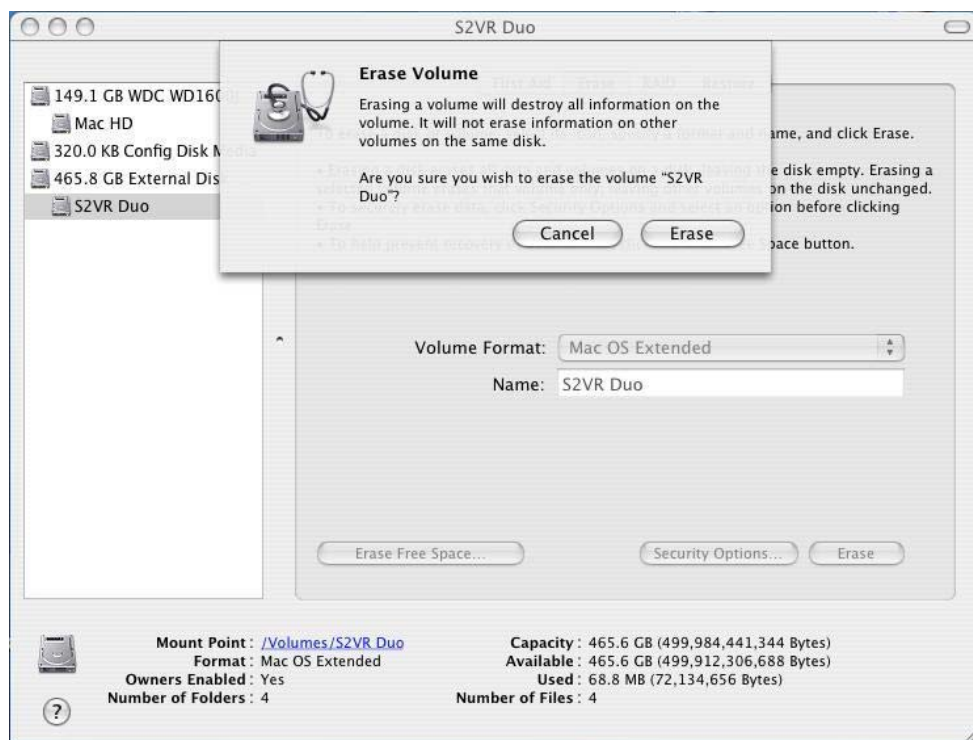 S2VR Duo
149.1 GB WDC WD160
Mac HD
320.0 KB Config Disk Media
465.8 GB External Dis
S2VR Duo
First Aid Erase RAID Restore
Erase Volume
Erasing a volume will destroy all information on the
volume. It will not erase information on other
volumes on the same disk.
Are you sure you wish to erase the volume “S2VR
Duo”?
Cancel Erase
ame, and click Erase.
e disk empty. Erasing a
on the disk unchanged.
ion before clicking
Erase
pace button.
Volume Format: Mac OS Extended
Name: S2VR Duo
Erase Free Space... Security Options... Erase
Mount Point : /Volumes/S2VR Duo
Format : Mac OS Extended
Owners Enabled : Yes
Number of Folders : 4
Capacity : 465.6 GB (499,984,441,344 Bytes)
Available : 465.6 GB (499,912,306,688 Bytes)
Used : 68.8 MB (72,134,656 Bytes)
Number of Files : 4
?